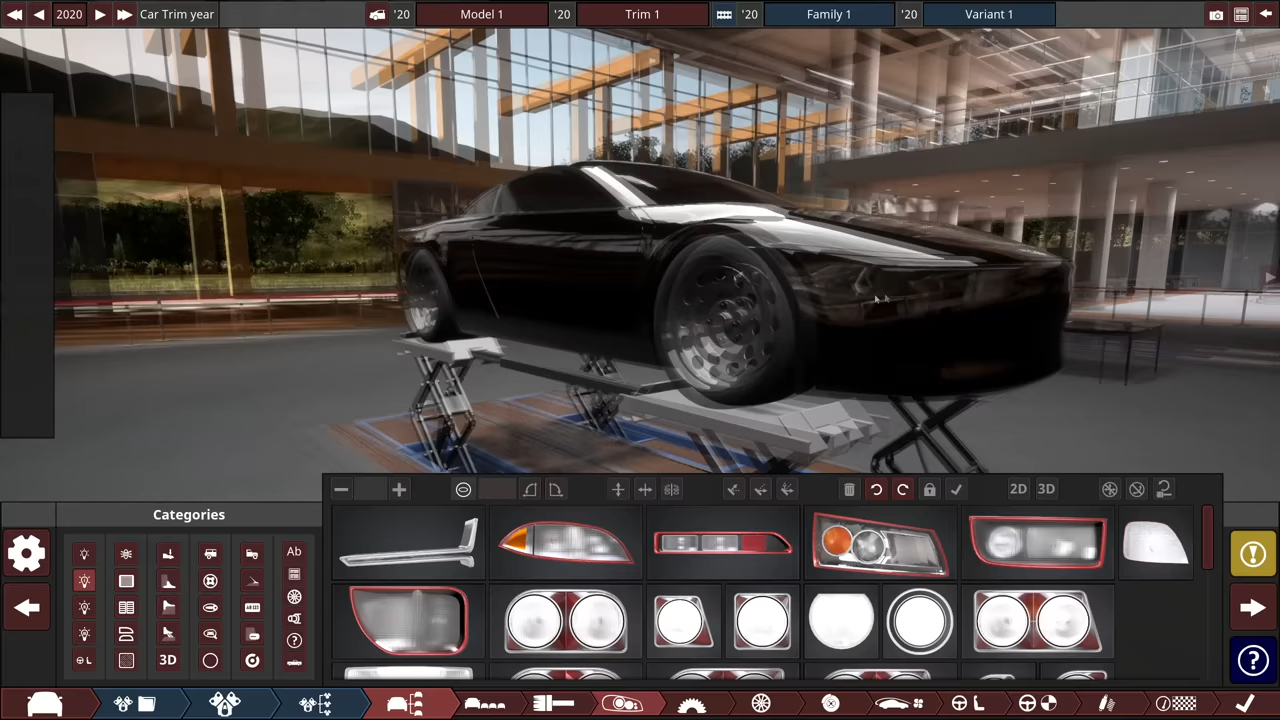 2020 Car Trim year '20 Model 1 '20 Trim 1 '20 Family 1 '20 Variant 1
2D 3D
Categories
Ab
3D
L
?